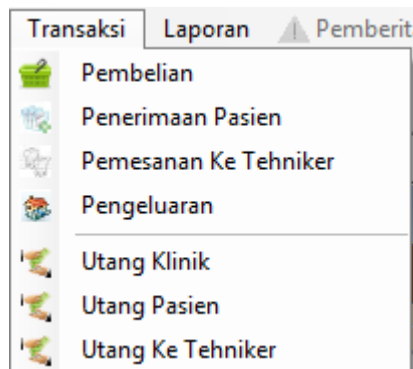 Transaksi Laporan Pemberit
Pembelian
Penerimaan Pasien
Pemesanan Ke Tehniker
Pengeluaran
Utang Klinik
Utang Pasien
Utang Ke Tehniker